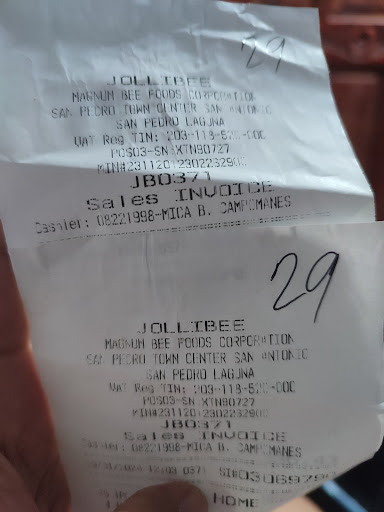 29
JOLLIBEE
MAGNUM BEE FOODS CORPORATION
SAN PEDRO TOWN CENTER SAN ANTONIO
SAN PEDRO LAGUNA
VAT Reg TIN: 203-118-520-000
POS03-SN:XTN90727
MIN#23112012302232900
JB0371
Sales INVOICE
Cashier: 08221998-MICA B. CAMPOMANES
29
JOLLIBEE
MAGNUM BEE FOODS CORPORATION
SAN PEDRO TOWN CENTER SAN ANTONIO
SAN PEDRO LAGUNA
VAT Reg TIN: 203-118-520-000
POS03-SN:XTN90727
MIN#23112012302232900
JB0371
Sales INVOICE
Cashier: 08221998-MICA B. CAMPOMANES
HOME